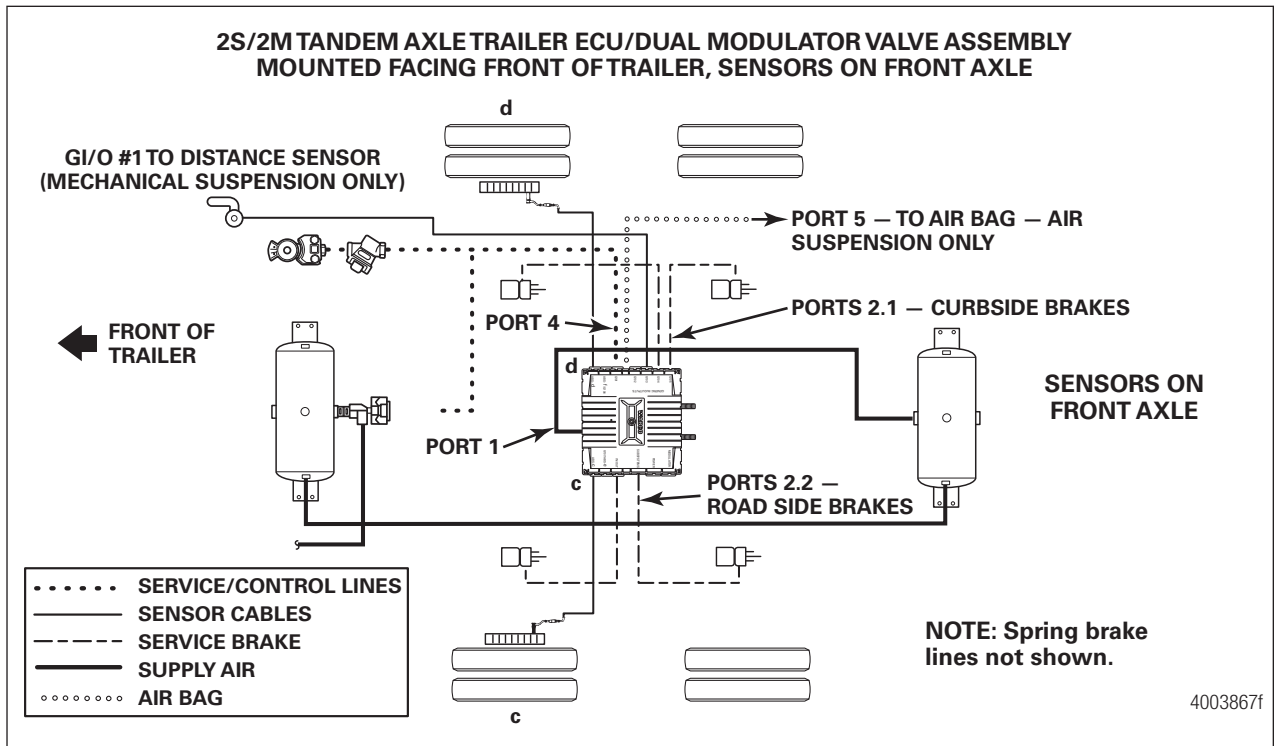 2S/2M TANDEM AXLE TRAILER ECU/DUAL MODULATOR VALVE ASSEMBLY
MOUNTED FACING FRONT OF TRAILER, SENSORS ON FRONT AXLE
d
GI/O #1 TO DISTANCE SENSOR
(MECHANICAL SUSPENSION ONLY)
PORT 5 — TO AIR BAG — AIR
SUSPENSION ONLY
PORTS 2.1 — CURBSIDE BRAKES
PORT 4
FRONT OF
TRAILER
d
SENSORS ON
FRONT AXLE
PORT 1
c
PORTS 2.2 —
ROAD SIDE BRAKES
SERVICE/CONTROL LINES
SENSOR CABLES
SERVICE BRAKE
SUPPLY AIR
AIR BAG
NOTE: Spring brake
lines not shown.
c
4003867f